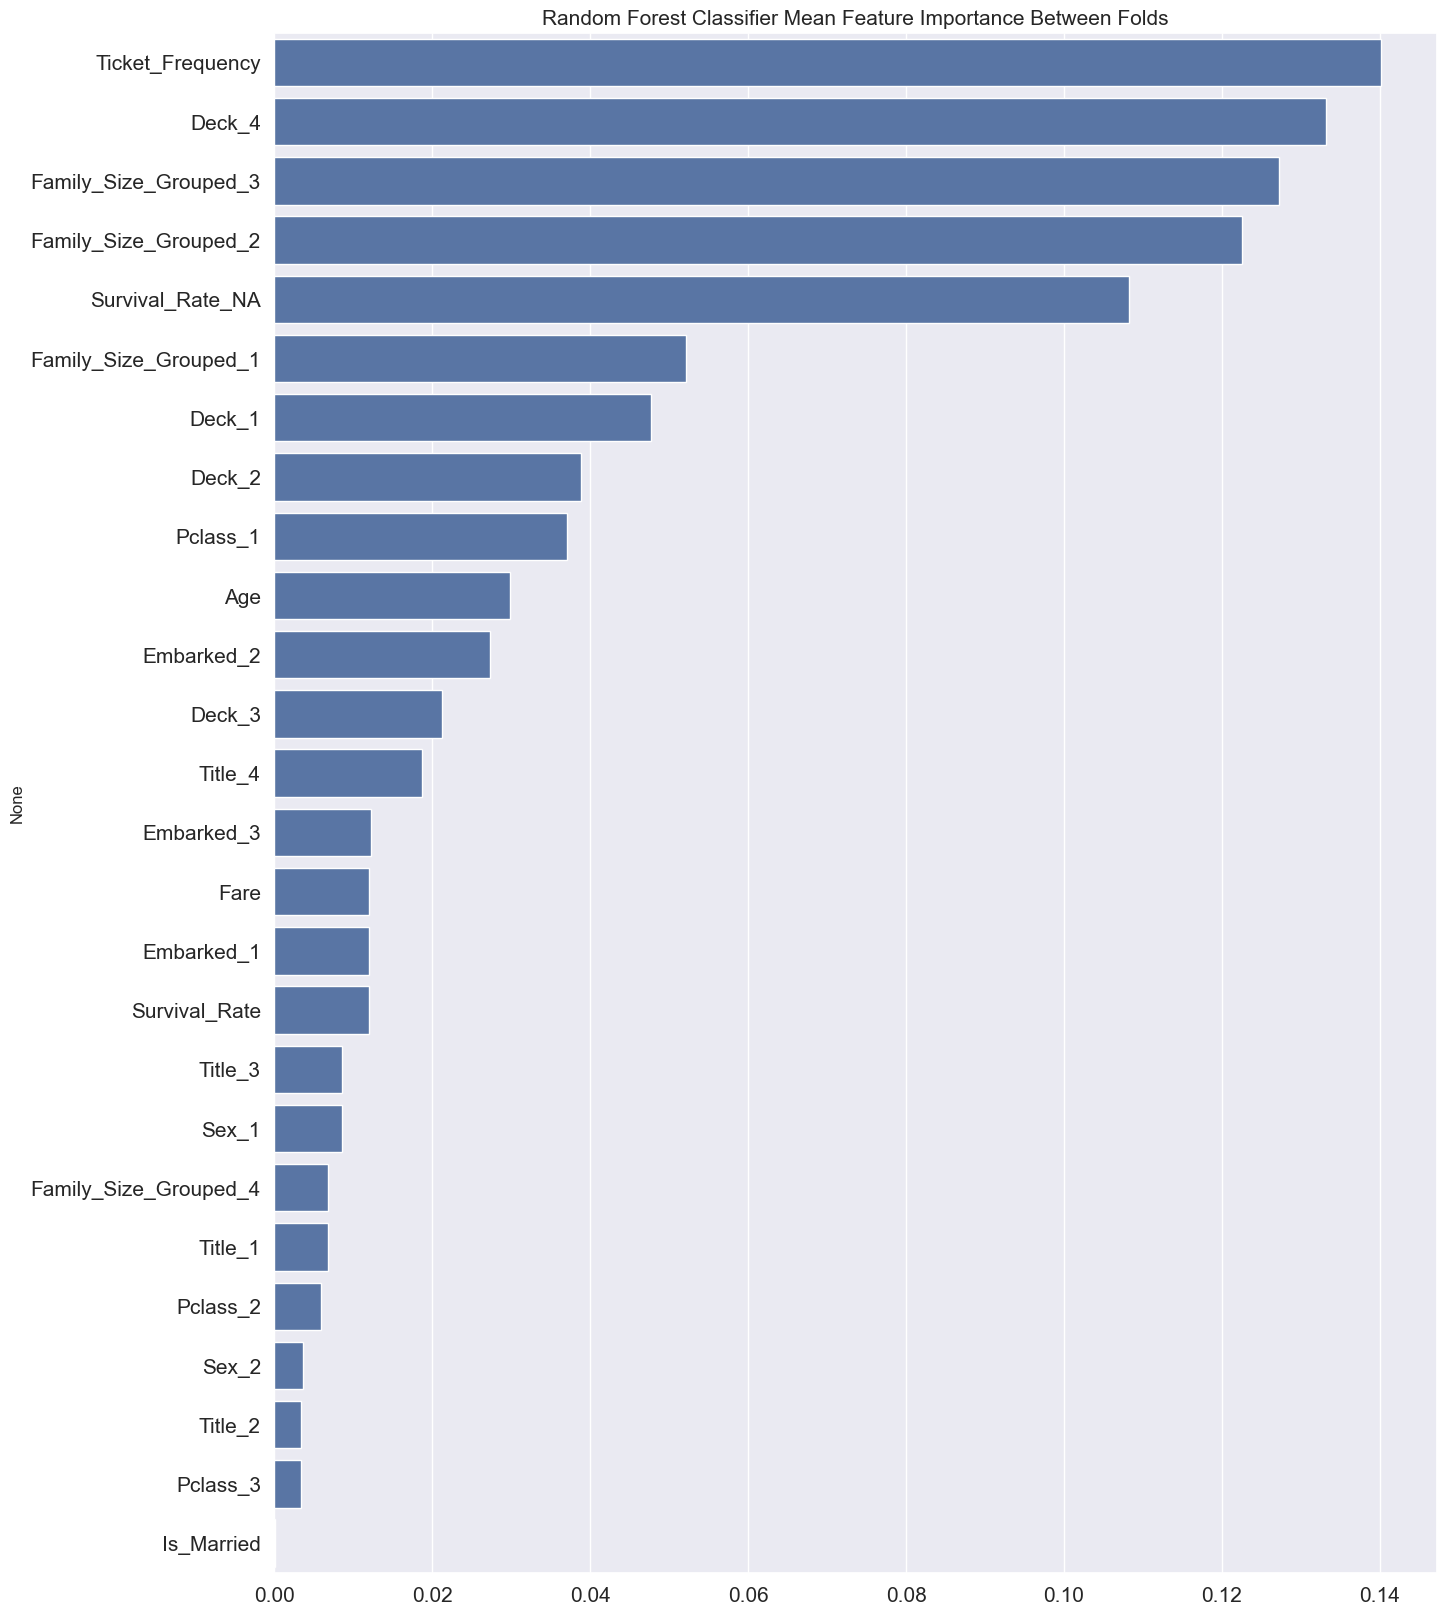 Random Forest Classifier Mean Feature Importance Between Folds
Ticket_Frequency
Deck_4
Family_Size_Grouped_3
Family_Size_Grouped_2
Survival_Rate_NA
Family_Size_Grouped_1
Deck_1
Deck_2
Pclass_1
Age
Embarked_2
Deck_3
Title_4
None
Embarked_3
Fare
Embarked_1
Survival_Rate
Title_3
Sex_1
Family_Size_Grouped_4
Title_1
Pclass_2
Sex_2
Title_2
Pclass_3
Is_Married
0.00 0.02 0.04 0.06 0.08 0.10 0.12 0.14